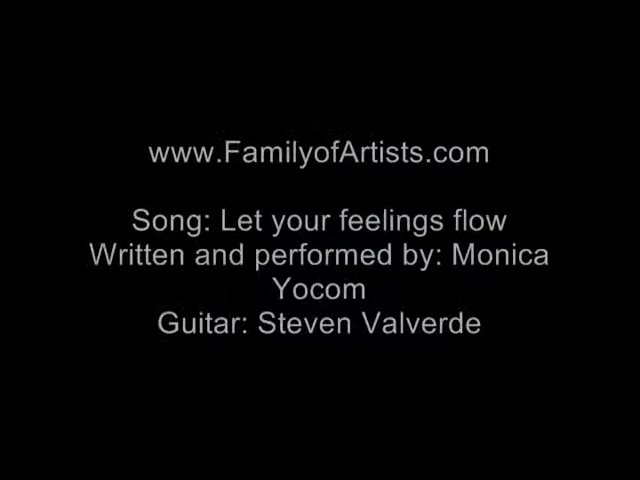 www.FamilyofArtists.com
Song: Let your feelings flow
Written and performed by: Monica
Yocom
Guitar: Steven Valverde